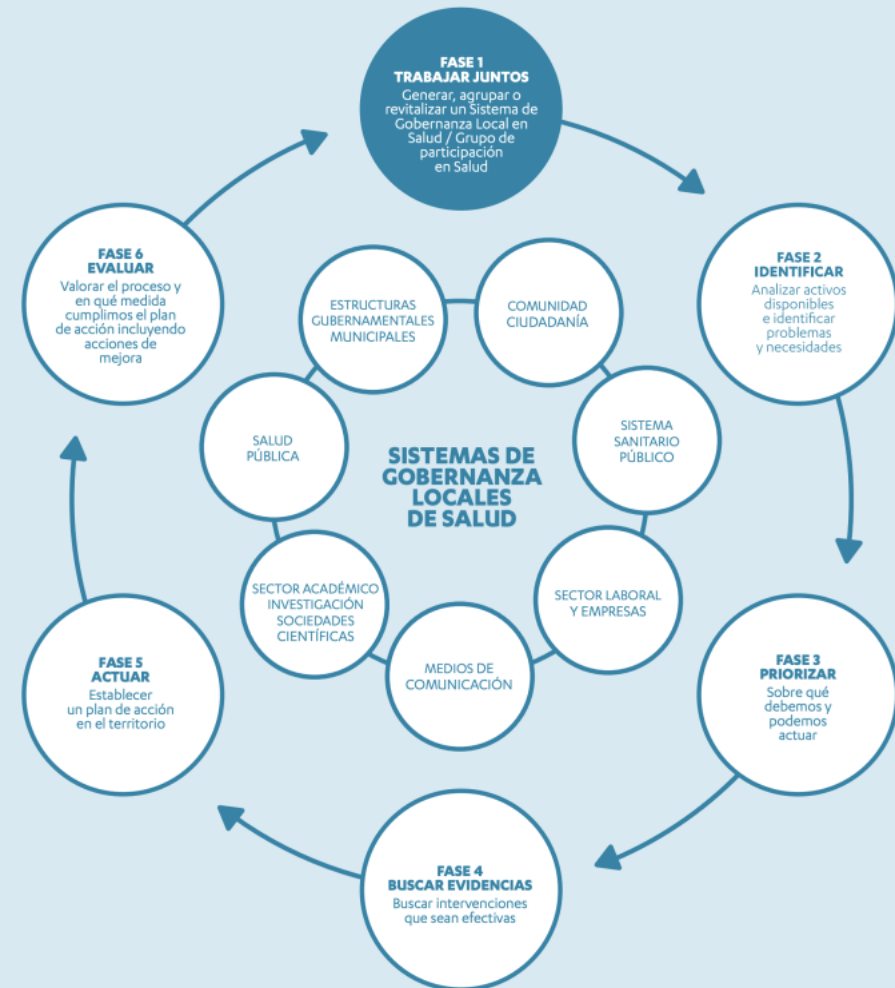 FASE 1
TRABAJAR JUNTOS
Generar, agrupar o
revitalizar un Sistema de
Gobernanza Local en
Salud / Grupo de
participación
en Salud
FASE 2
IDENTIFICAR
Analizar activos
disponibles
e identificar
problemas
y necesidades
FASE 3
PRIORIZAR
Sobre qué
debemos y
podemos
actuar
FASE 4
BUSCAR EVIDENCIAS
Buscar intervenciones
que sean efectivas
FASE 5
ACTUAR
Establecer
un plan de acción
en el territorio
FASE 6
EVALUAR
Valorar el proceso y
en qué medida
cumplimos el plan
de acción incluyendo
acciones de
mejora
ESTRUCTURAS
GUBERNAMENTALES
MUNICIPALES
COMUNIDAD
CIUDADANÍA
SISTEMA
SANITARIO
PÚBLICO
SECTOR LABORAL
Y EMPRESAS
MEDIOS DE
COMUNICACIÓN
SECTOR ACADÉMICO
INVESTIGACIÓN
SOCIEDADES
CIENTÍFICAS
SALUD
PÚBLICA
SISTEMAS DE
GOBERNANZA
LOCALES
DE SALUD